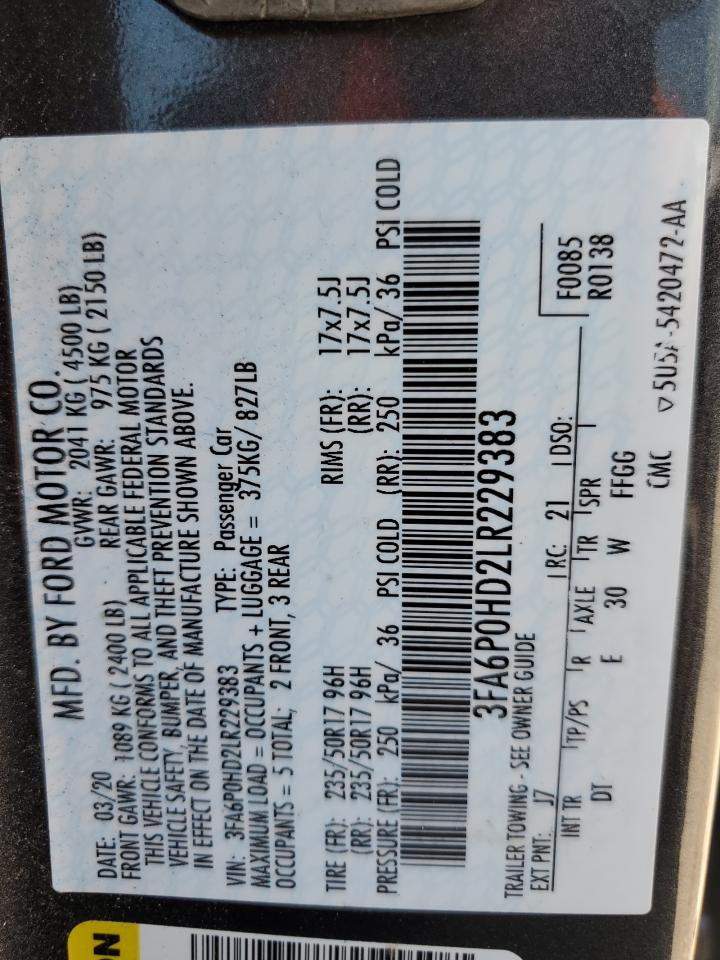 MFD. BY FORD MOTOR CO.
DATE: 03/20 GVWR: 2041 KG ( 4500 LB)
FRONT GAWR: 1089 KG ( 2400 LB) REAR GAWR: 975 KG ( 2150 LB)
THIS VEHICLE CONFORMS TO ALL APPLICABLE FEDERAL MOTOR
VEHICLE SAFETY, BUMPER, AND THEFT PREVENTION STANDARDS
IN EFFECT ON THE DATE OF MANUFACTURE SHOWN ABOVE.
VIN: 3FA6P0HD2LR229383 TYPE: Passenger Car
MAXIMUM LOAD = OCCUPANTS + LUGGAGE = 375KG/ 827LB
OCCUPANTS = 5 TOTAL; 2 FRONT, 3 REAR
TIRE (FR): 235/50R17 96H RIMS (FR): 17x7.5J
(RR): 235/50R17 96H (RR): 17x7.5J
PRESSURE (FR): 250 kPa/ 36 PSI COLD (RR): 250 kPa/ 36 PSI COLD
3FA6P0HD2LR229383
TRAILER TOWING - SEE OWNER GUIDE
F0085
EXT PNT: J7 RC: 21 DSO: R0138
INT TR TP/PS R AXLE TR SPR
DT E 30 W FFGG
CMC ▽5U5A-5420472-AA
ON